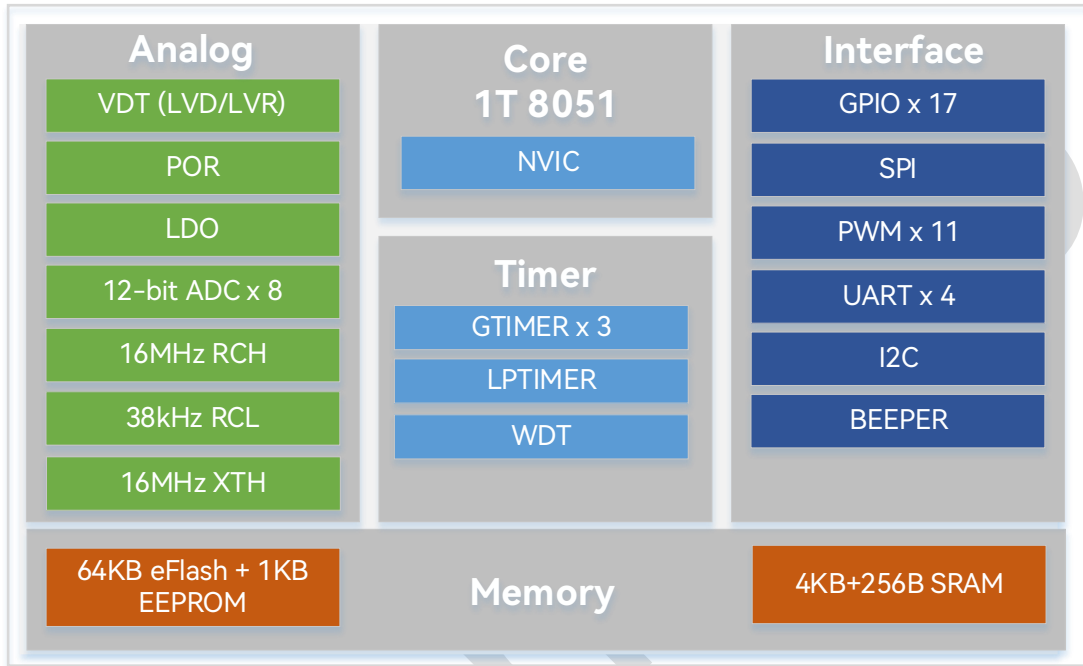 Analog
VDT (LVD/LVR)
POR
LDO
12-bit ADC x 8
16MHz RCH
38kHz RCL
16MHz XTH
Core
1T 8051
NVIC
Timer
GTIMER x 3
LPTIMER
WDT
Interface
GPIO x 17
SPI
PWM x 11
UART x 4
I2C
BEEPER
64KB eFlash + 1KB
EEPROM
Memory
4KB+256B SRAM